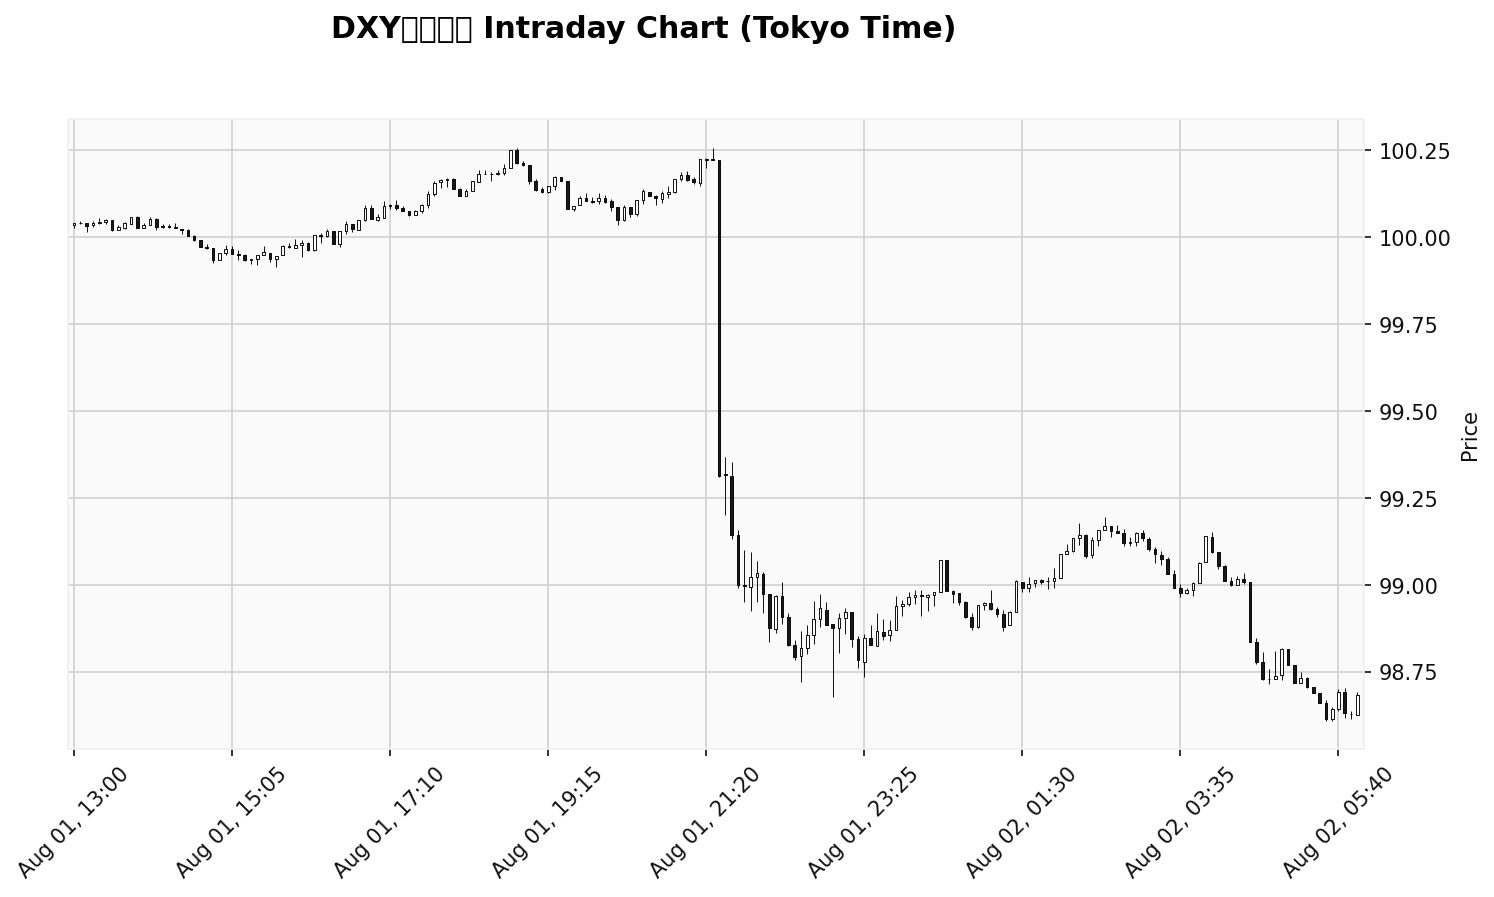 DXY Intraday Chart (Tokyo Time)
100.25
100.00
99.75
99.50
99.25
99.00
98.75
Price
Aug 01, 13:00
Aug 01, 15:05
Aug 01, 17:10
Aug 01, 19:15
Aug 01, 21:20
Aug 01, 23:25
Aug 02, 01:30
Aug 02, 03:35
Aug 02, 05:40